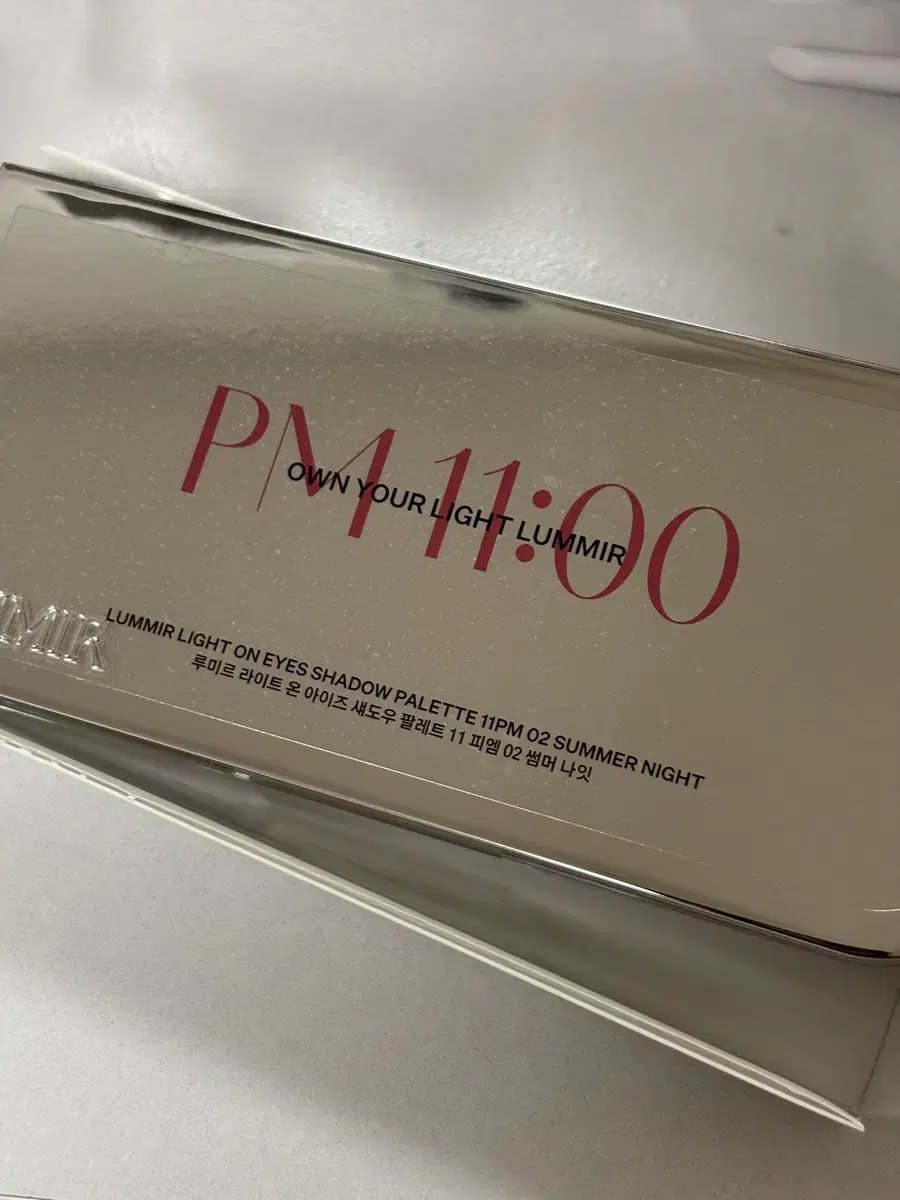 PM 11:00
OWN YOUR LIGHT LUMMIR
LUMMIR LIGHT ON EYES SHADOW PALETTE 11PM 02 SUMMER NIGHT
루미르 라이트 온 아이즈 섀도우 팔레트 11 피엠 02 썸머 나잇